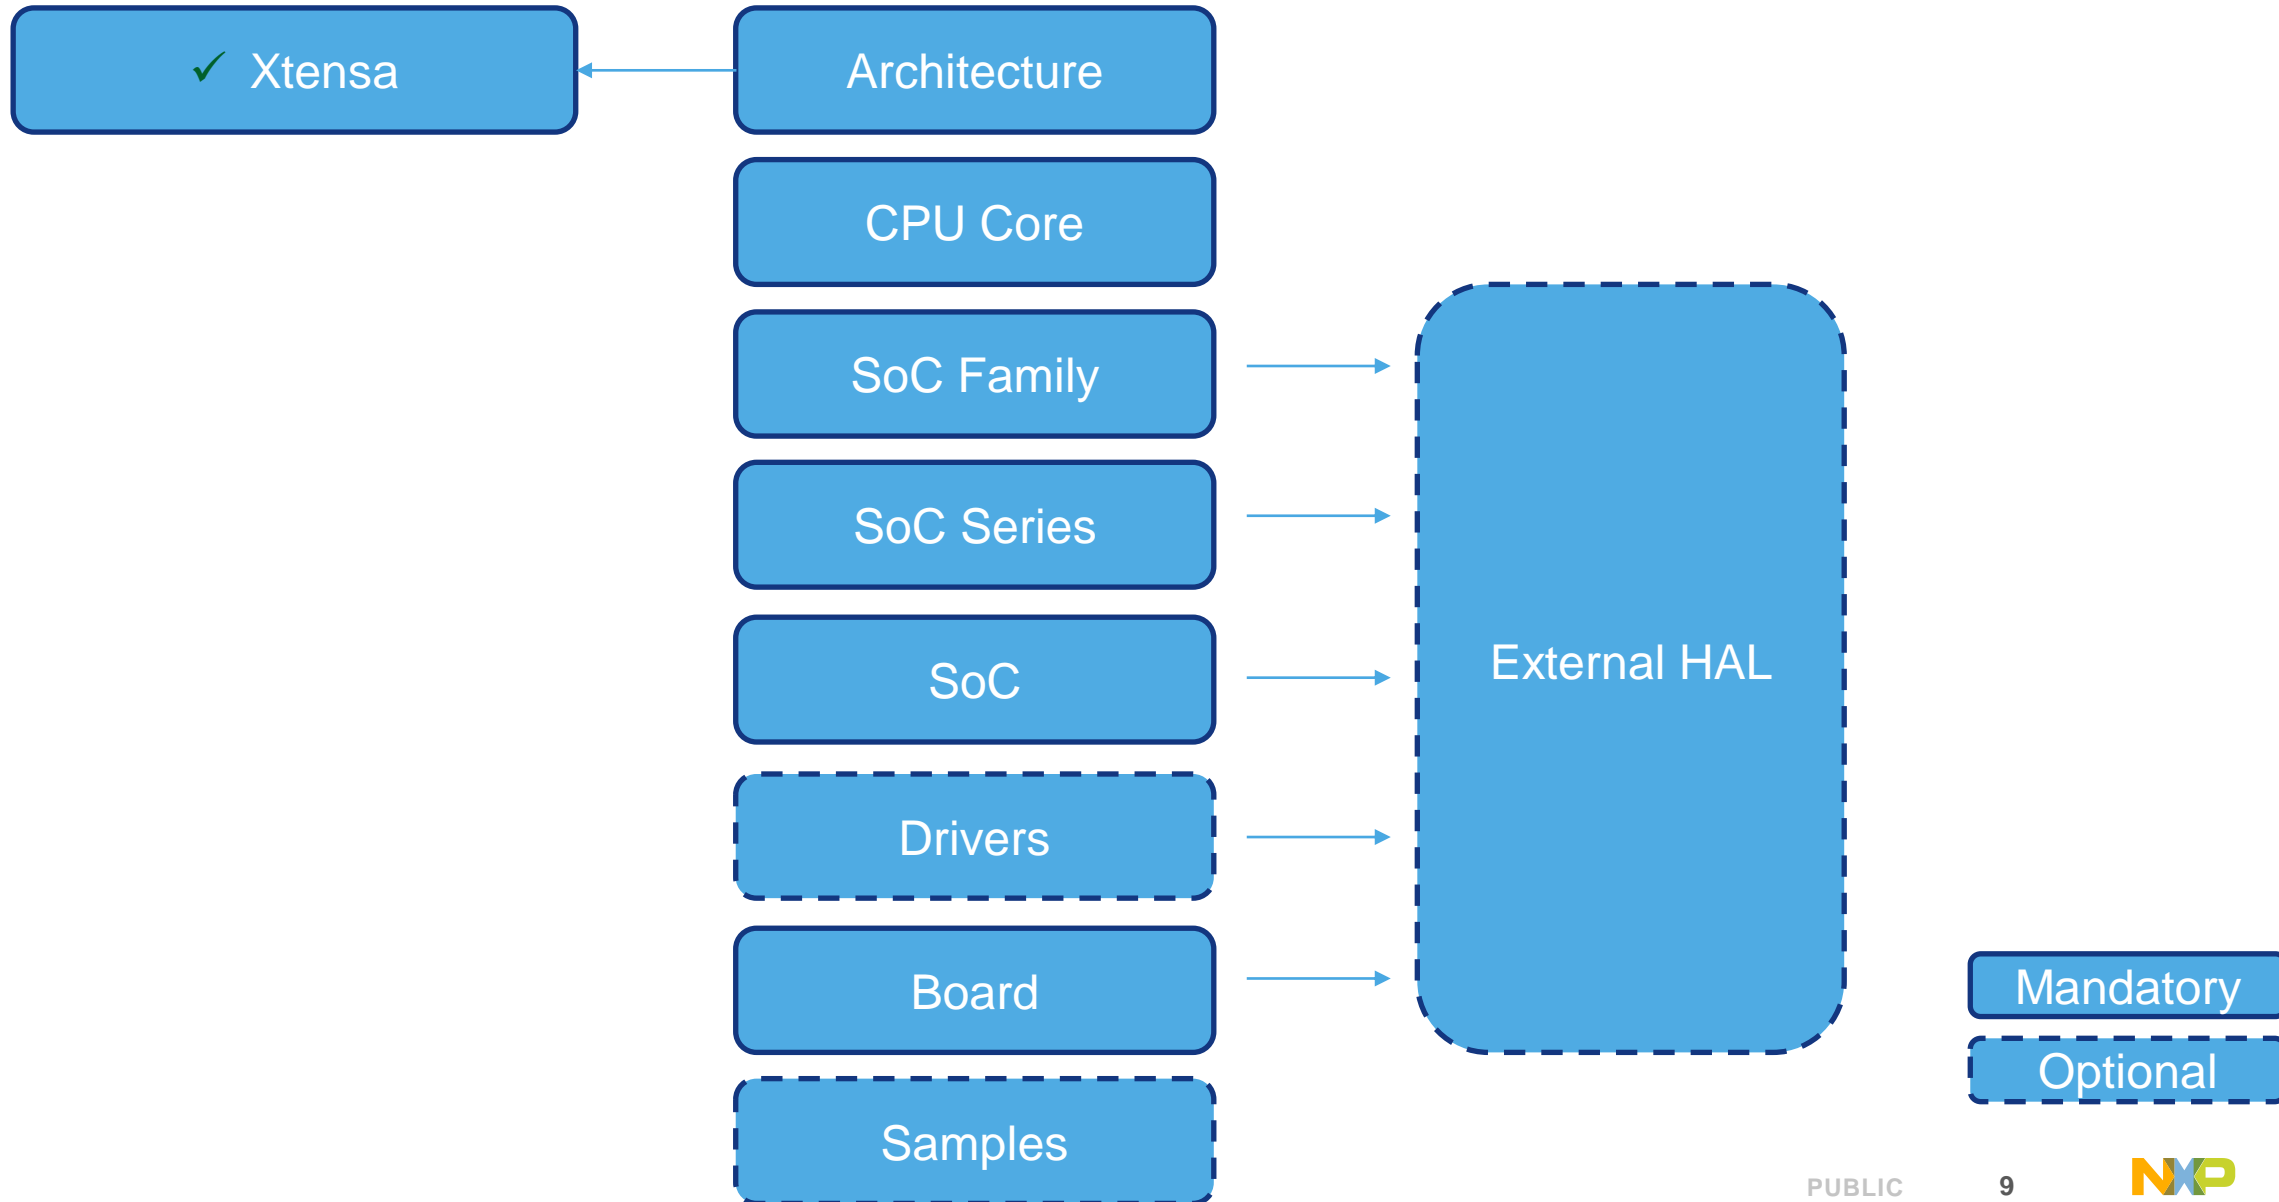 ✓ Xtensa
Architecture
CPU Core
SoC Family
SoC Series
SoC
Drivers
Board
Samples
External HAL
Mandatory
Optional
PUBLIC
9
NXP